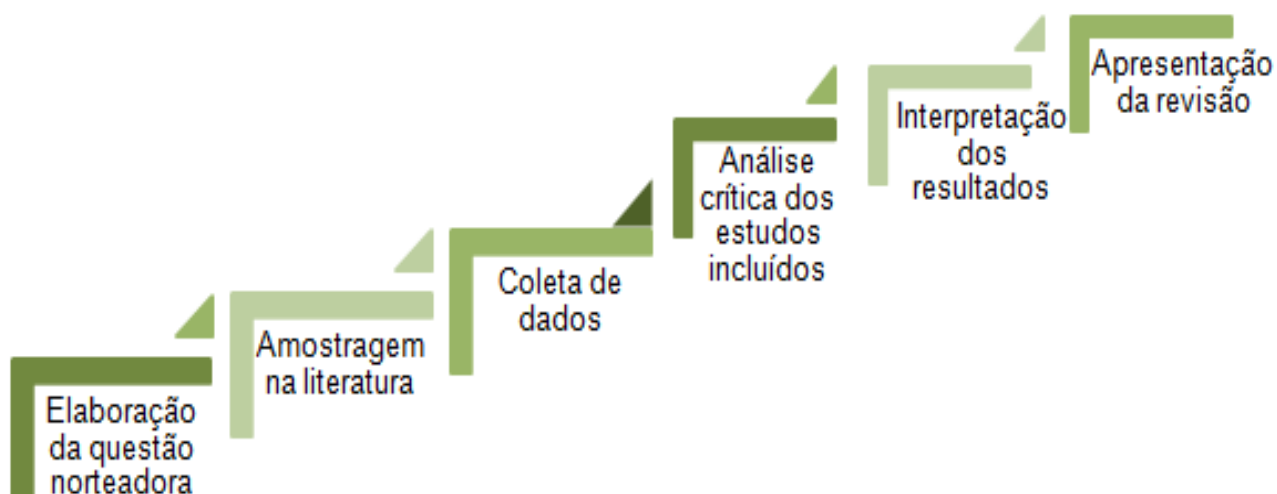 Elaboração
da questão
norteadora
Amostragem
na literatura
Coleta de
dados
Análise
crítica dos
estudos
incluídos
Interpretação
dos
resultados
Apresentação
da revisão